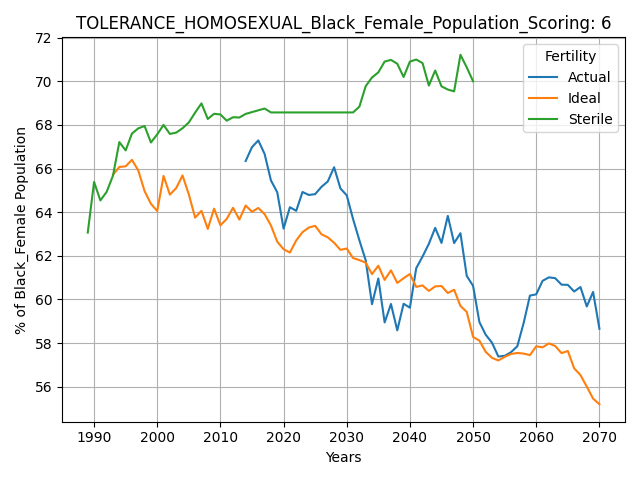 TOLERANCE_HOMOSEXUAL_Black_Female_Population_Scoring: 6
% of Black_Female Population
72
70
68
66
64
62
60
58
56
Fertility
Actual
Ideal
Sterile
1990 2000 2010 2020 2030 2040 2050 2060 2070
Years